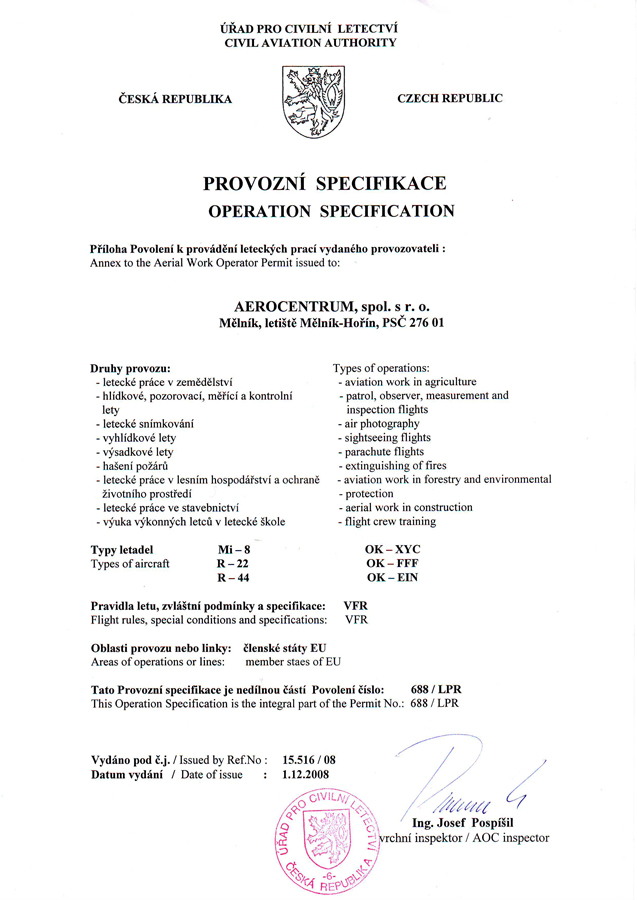 ÚŘAD PRO CIVILNÍ LETECTVÍ
CIVIL AVIATION AUTHORITY
ČESKÁ REPUBLIKA
CZECH REPUBLIC
PROVOZNÍ SPECIFIKACE
OPERATION SPECIFICATION
Příloha Povolení k provádění leteckých prací vydaného provozovateli :
Annex to the Aerial Work Operator Permit issued to:
AEROCENTRUM, spol. s r. o.
Mělník, letiště Mělník-Hořín, PSČ 276 01
Druhy provozu:
- letecké práce v zemědělství
- hlídkové, pozorovací, měřící a kontrolní
lety
- letecké snímkování
- vyhlídkové lety
- výsadkové lety
- hašení požárů
- letecké práce v lesním hospodářství a ochraně
životního prostředí
- letecké práce ve stavebnictví
- výuka výkonných letců v letecké škole
Types of operations:
- aviation work in agriculture
- patrol, observer, measurement and
inspection flights
- air photography
- sightseeing flights
- parachute flights
- extinguishing of fires
- aviation work in forestry and environmental
- protection
- aerial work in construction
- flight crew training
Typy letadel Mi – 8 OK – XYC
Types of aircraft R – 22 OK – FFF
R – 44 OK – EIN
Pravidla letu, zvláštní podmínky a specifikace: VFR
Flight rules, special conditions and specifications: VFR
Oblasti provozu nebo linky: členské státy EU
Areas of operations or lines: member staes of EU
Tato Provozní specifikace je nedílnou částí Povolení číslo: 688 / LPR
This Operation Specification is the integral part of the Permit No.: 688 / LPR
Vydáno pod č.j. / Issued by Ref.No : 15.516 / 08
Datum vydání / Date of issue : 1.12.2008
Ing. Josef Pospíšil
vrchní inspektor / AOC inspector
ÚŘAD PRO CIVILNÍ LETECTVÍ
-6-
ČESKÁ REPUBLIKA